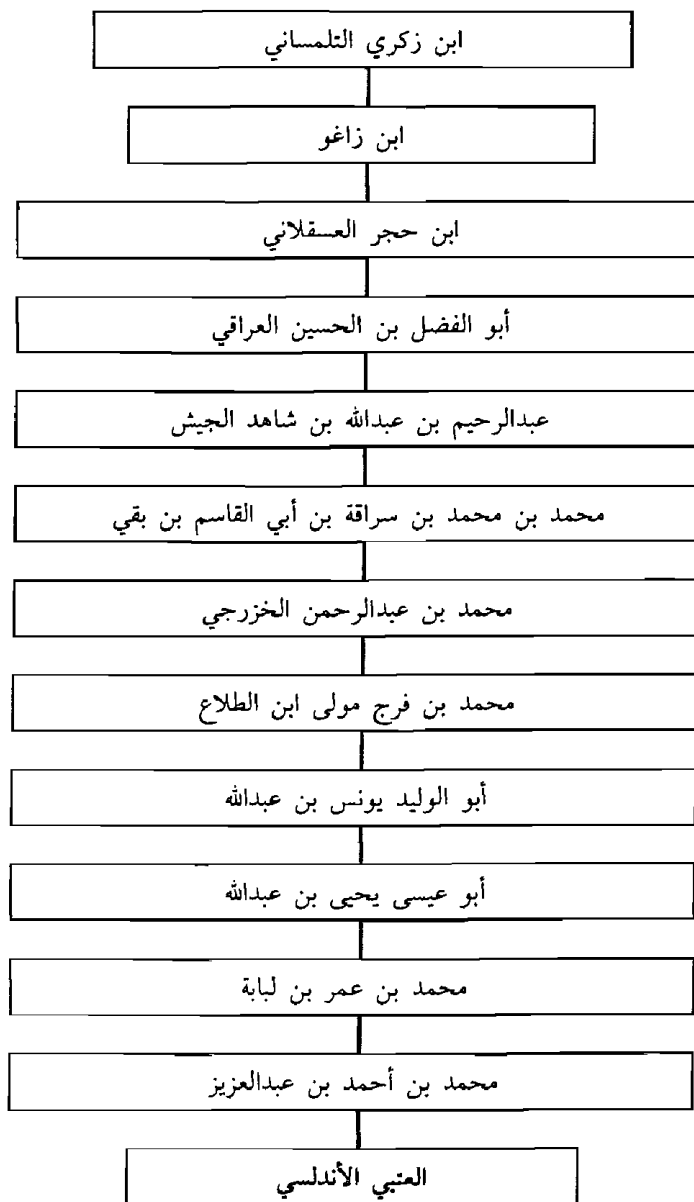 ابن زكري التلمساني
ابن زاغو
ابن حجر العسقلاني
أبو الفضل بن الحسين العراقي
عبدالرحيم بن عبدالله بن شاهد الجيش
محمد بن محمد بن سراقة بن أبي القاسم بن بقي
محمد بن عبدالرحمن الخزرجي
محمد بن فرج مولى ابن الطلاع
أبو الوليد يونس بن عبدالله
أبو عيسى يحيى بن عبدالله
محمد بن عمر بن لبابة
محمد بن أحمد بن عبدالعزيز
العتبي الأندلسي